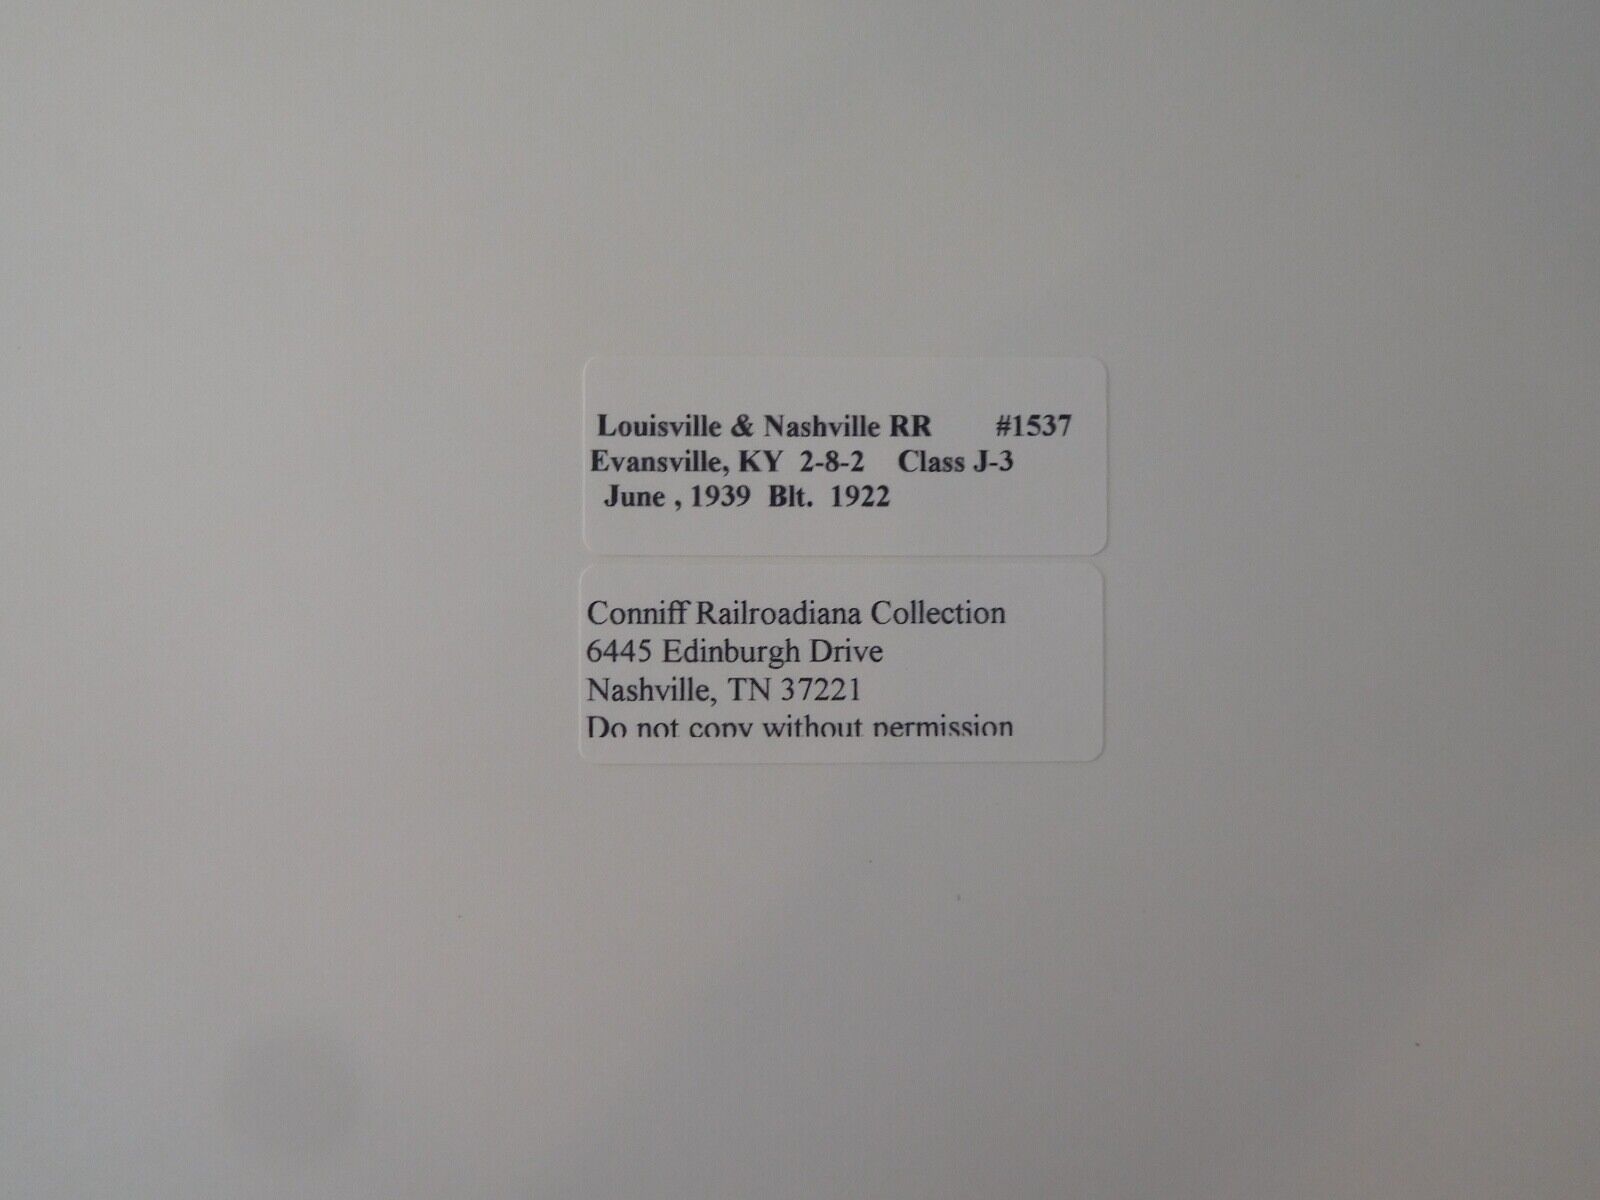 Louisville & Nashville RR #1537
Evansville, KY 2-8-2 Class J-3
June , 1939 Blt. 1922
Conniff Railroadiana Collection
6445 Edinburgh Drive
Nashville, TN 37221
Do not copy without permission